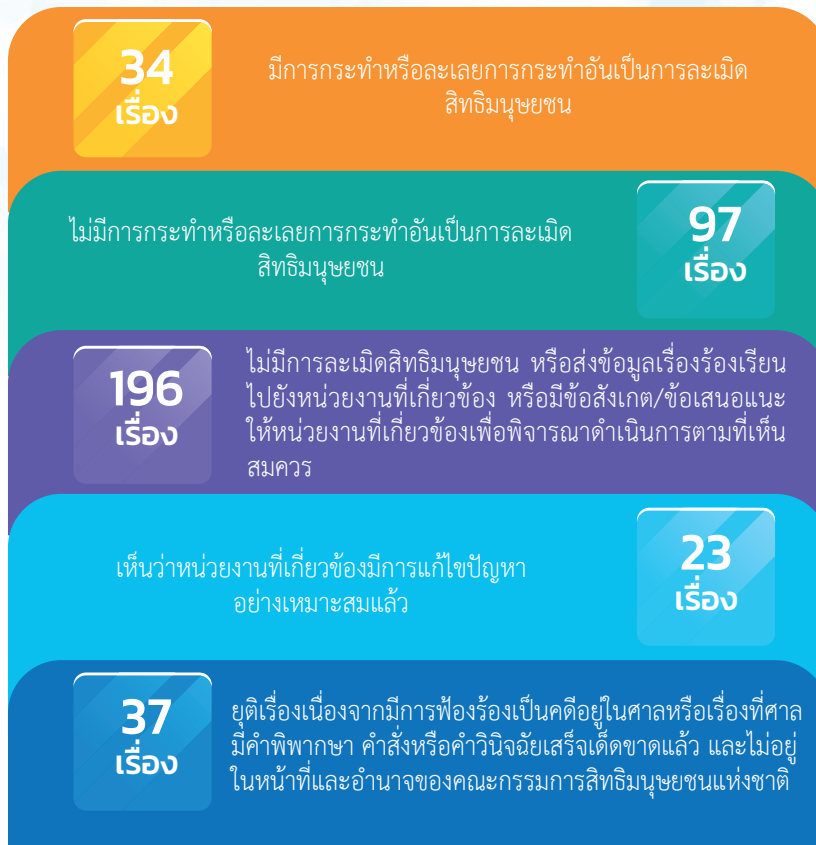 34
เรื่อง
มีการกระทำหรือละเลยการกระทำอันเป็นการละเมิด
สิทธิมนุษยชน
ไม่มีการกระทำหรือละเลยการกระทำอันเป็นการละเมิด
สิทธิมนุษยชน
97
เรื่อง
196
เรื่อง
ไม่มีการละเมิดสิทธิมนุษยชน หรือส่งข้อมูลเรื่องร้องเรียน
ไปยังหน่วยงานที่เกี่ยวข้อง หรือมีข้อสังเกต/ข้อเสนอแนะ
ให้หน่วยงานที่เกี่ยวข้องเพื่อพิจารณาดำเนินการตามที่เห็น
สมควร
เห็นว่าหน่วยงานที่เกี่ยวข้องมีการแก้ไขปัญหา
อย่างเหมาะสมแล้ว
23
เรื่อง
37
เรื่อง
ยุติเรื่องเนื่องจากมีการฟ้องร้องเป็นคดีอยู่ในศาลหรือเรื่องที่ศาล
มีคำพิพากษา คำสั่งหรือคำวินิจฉัยเสร็จเด็ดขาดแล้ว และไม่อยู่
ในหน้าที่และอำนาจของคณะกรรมการสิทธิมนุษยชนแห่งชาติ